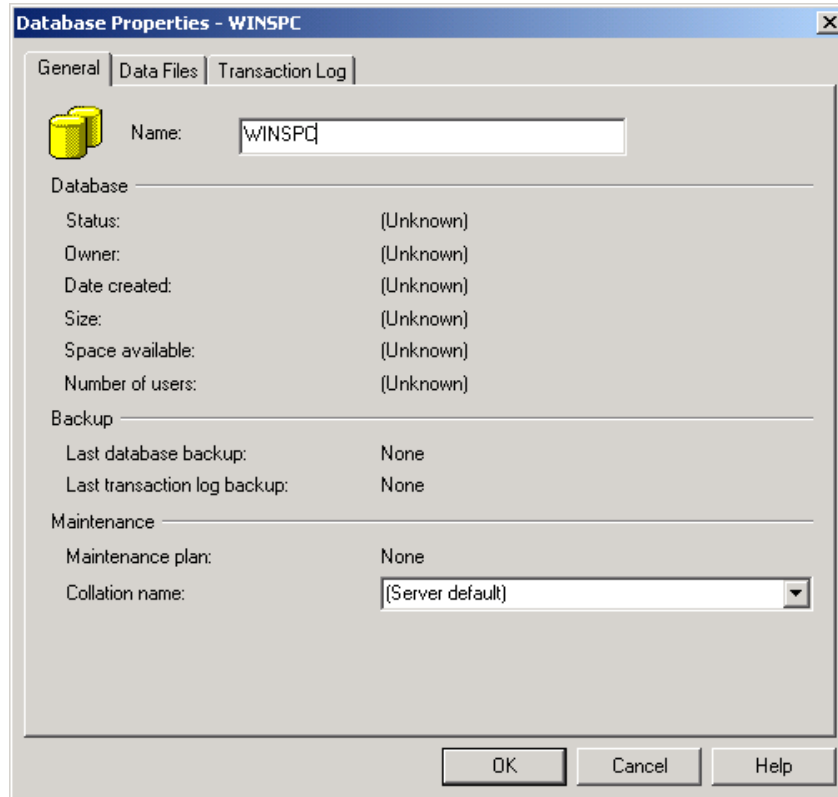 Database Properties - WINSPC
General Data Files Transaction Log
Name: WINSPC
Database
Status: (Unknown)
Owner: (Unknown)
Date created: (Unknown)
Size: (Unknown)
Space available: (Unknown)
Number of users: (Unknown)
Backup
Last database backup: None
Last transaction log backup: None
Maintenance
Maintenance plan: None
Collation name: (Server default)
OK Cancel Help